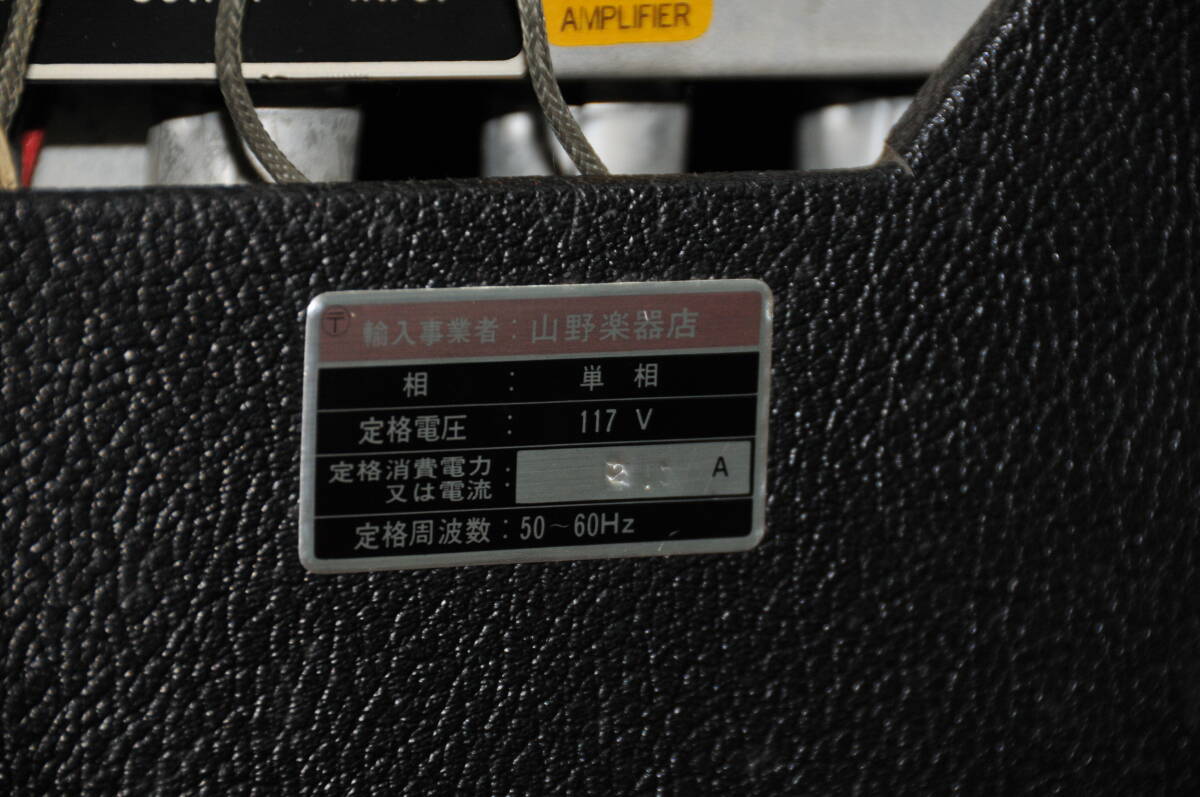 AMPLIFIER
〒 輸入事業者 : 山野楽器店
相 : 単相
定格電圧 : 117 V
定格消費電力
又は電流 : A
定格周波数 : 50~60Hz